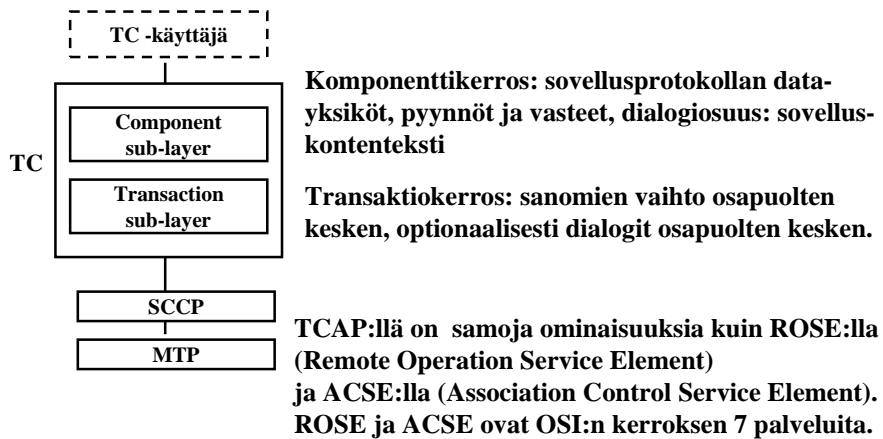 TC -käyttäjä
TC
Component
sub-layer
Transaction
sub-layer
SCCP
MTP
Komponenttikerros: sovellusprotokollan data-
yksiköt, pyynnöt ja vasteet, dialogiosuus: sovellus-
kontenteksti
Transaktiokerros: sanomien vaihto osapuolten
kesken, optionaalisesti dialogit osapuolten kesken.
TCAP:llä on samoja ominaisuuksia kuin ROSE:lla
(Remote Operation Service Element)
ja ACSE:lla (Association Control Service Element).
ROSE ja ACSE ovat OSI:n kerroksen 7 palveluita.